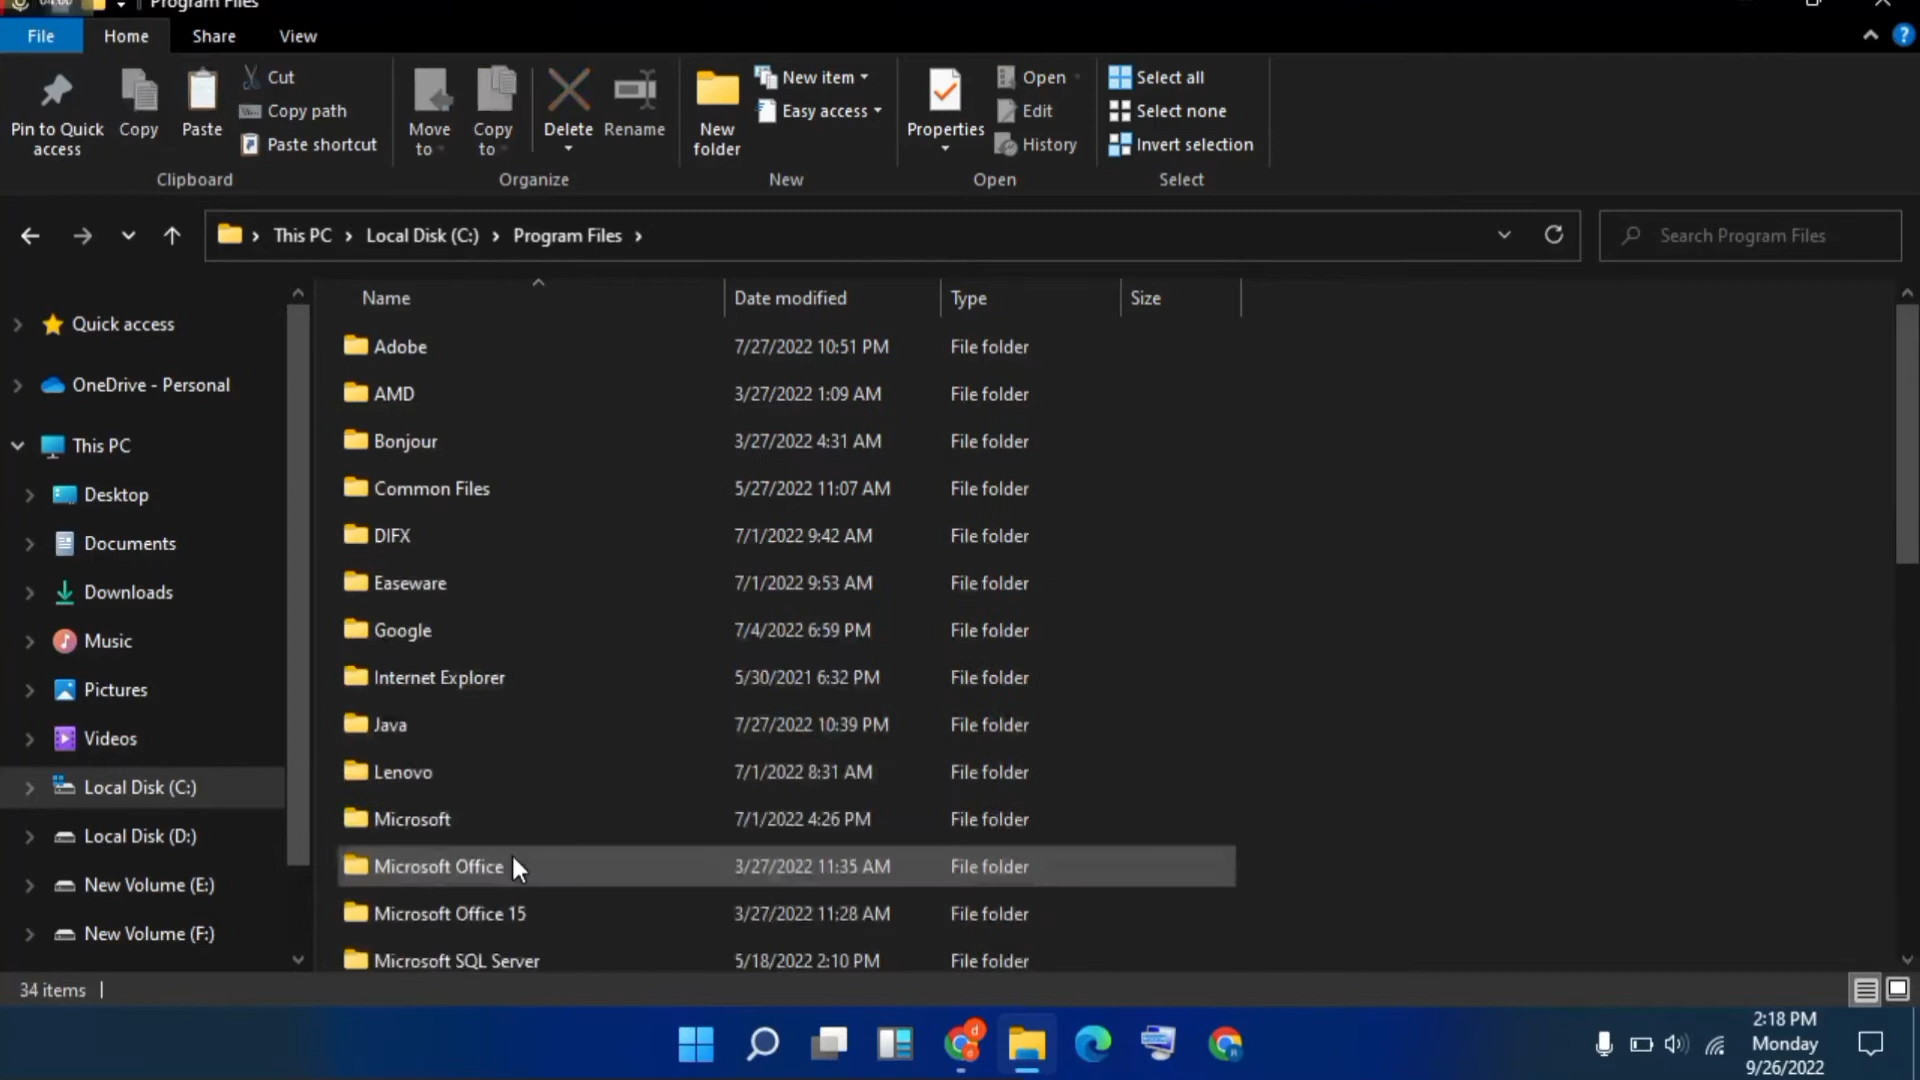 Program Files
File Home Share View
Pin to Quick access
Copy
Paste
Cut
Copy path
Paste shortcut
Clipboard
Move to
Copy to
Delete
Rename
Organize
New folder
New item
Easy access
New
Properties
Open
Edit
History
Open
Select all
Select none
Invert selection
Select
This PC Local Disk (C:) Program Files
Search Program Files
Quick access
OneDrive - Personal
This PC
Desktop
Documents
Downloads
Music
Pictures
Videos
Local Disk (C:)
Local Disk (D:)
New Volume (E:)
New Volume (F:)
Name Date modified Type Size
Adobe 7/27/2022 10:51 PM File folder
AMD 3/27/2022 1:09 AM File folder
Bonjour 3/27/2022 4:31 AM File folder
Common Files 5/27/2022 11:07 AM File folder
DIFX 7/1/2022 9:42 AM File folder
Easeware 7/1/2022 9:53 AM File folder
Google 7/4/2022 6:59 PM File folder
Internet Explorer 5/30/2021 6:32 PM File folder
Java 7/27/2022 10:39 PM File folder
Lenovo 7/1/2022 8:31 AM File folder
Microsoft 7/1/2022 4:26 PM File folder
Microsoft Office 3/27/2022 11:35 AM File folder
Microsoft Office 15 3/27/2022 11:28 AM File folder
Microsoft SQL Server 5/18/2022 2:10 PM File folder
34 items
2:18 PM
Monday
9/26/2022